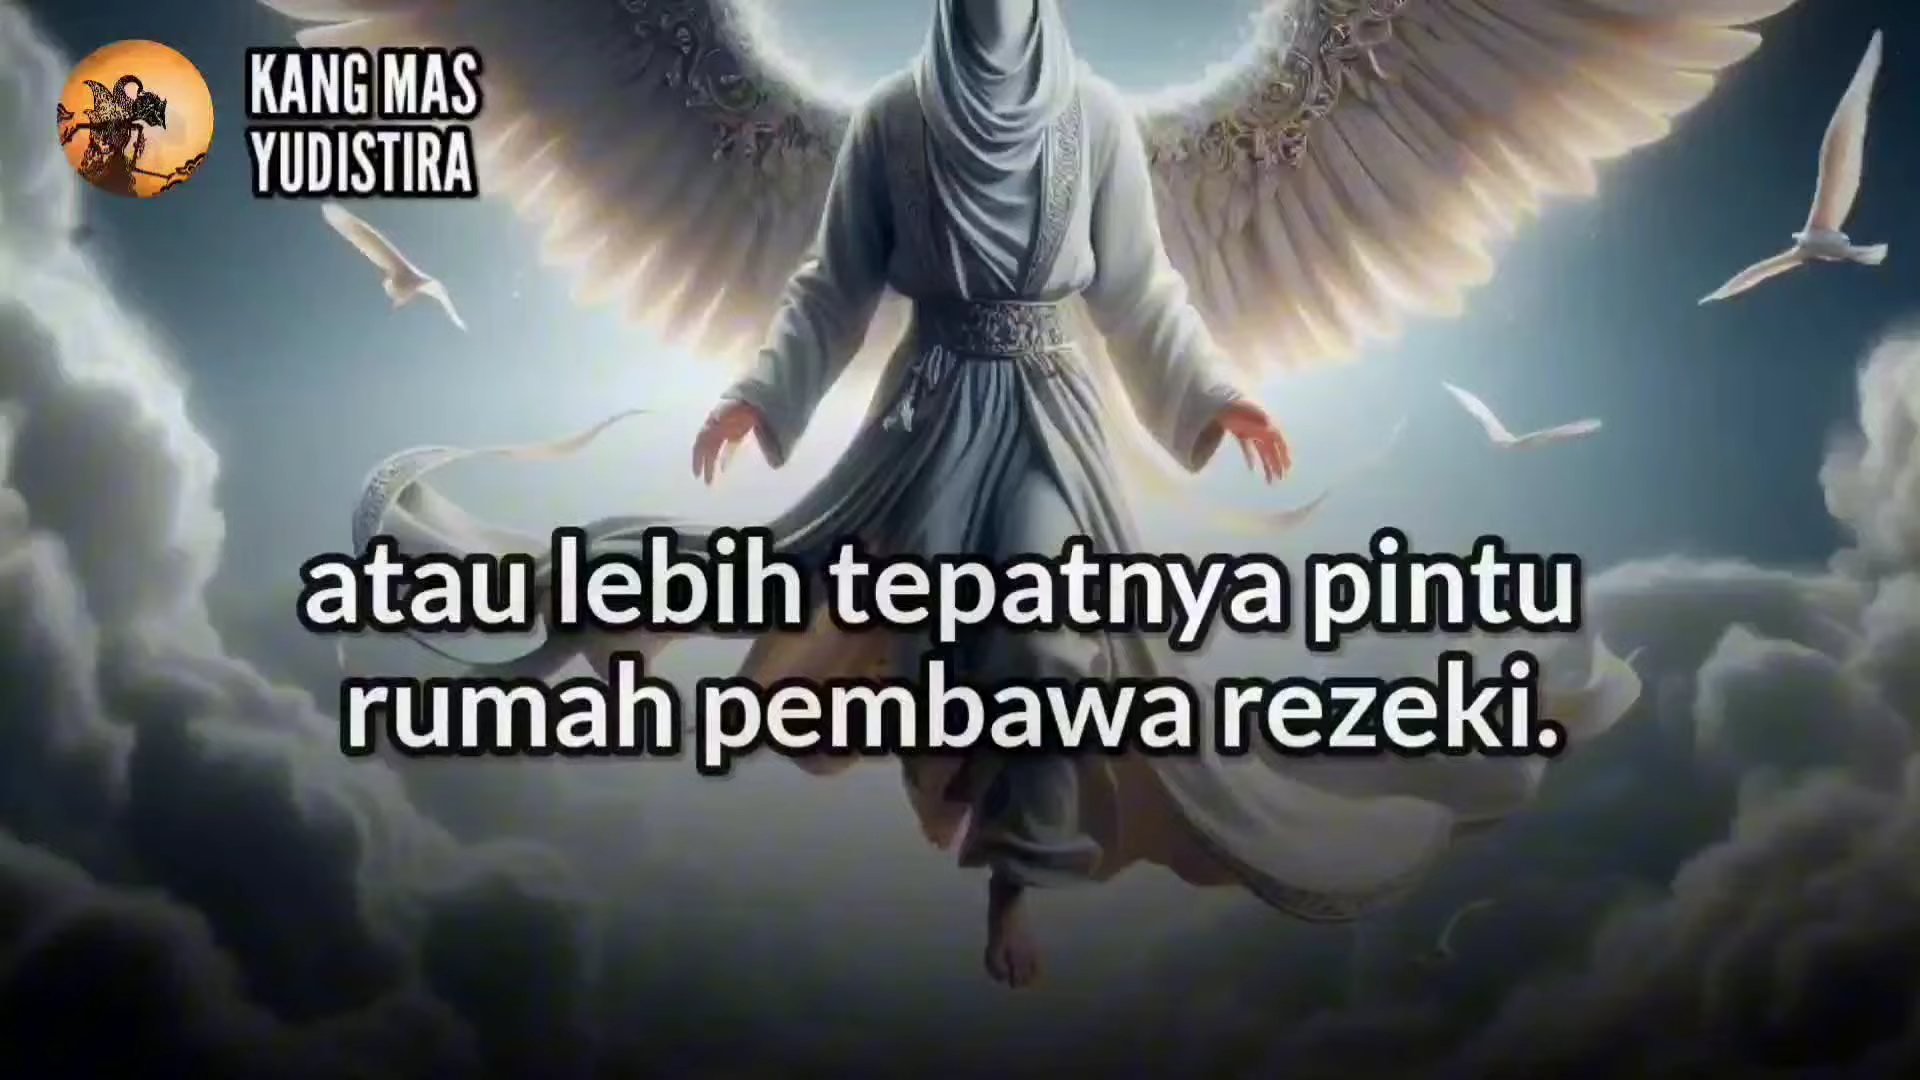 KANG MAS
YUDISTIRA
atau lebih tepatnya pintu
rumah pembawa rezeki.